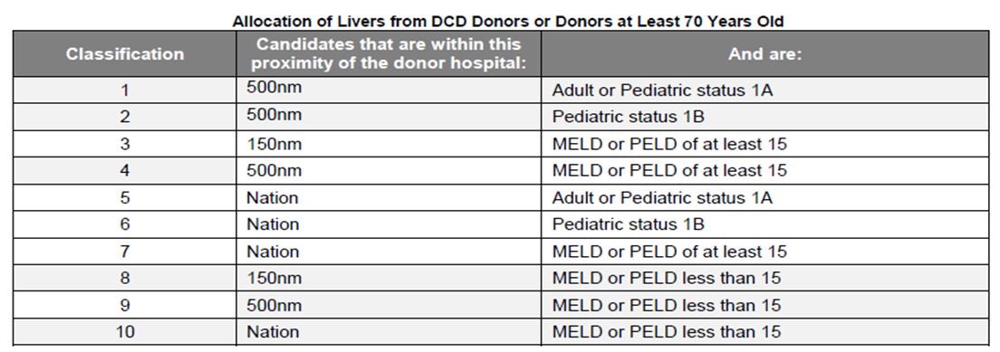 Allocation of Livers from DCD Donors or Donors at Least 70 Years Old
Classification
Candidates that are within this
proximity of the donor hospital:
And are:
1 500nm Adult or Pediatric status 1A
2 500nm Pediatric status 1B
3 150nm MELD or PELD of at least 15
4 500nm MELD or PELD of at least 15
5 Nation Adult or Pediatric status 1A
6 Nation Pediatric status 1B
7 Nation MELD or PELD of at least 15
8 150nm MELD or PELD less than 15
9 500nm MELD or PELD less than 15
10 Nation MELD or PELD less than 15